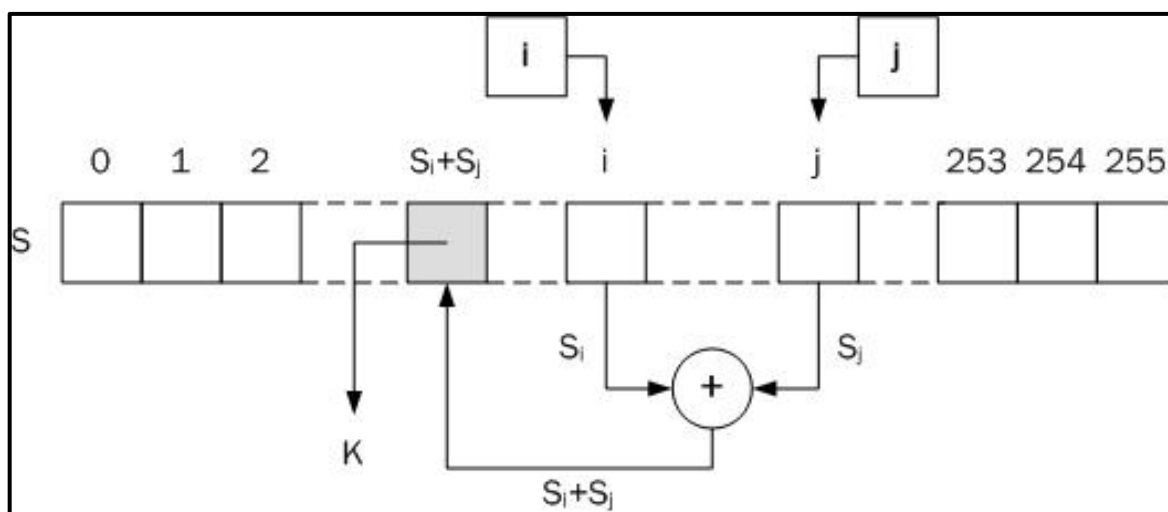 i j
0 1 2 Sᵢ+Sⱼ i j 253 254 255
S
Sᵢ + Sⱼ
K
Sᵢ+Sⱼ